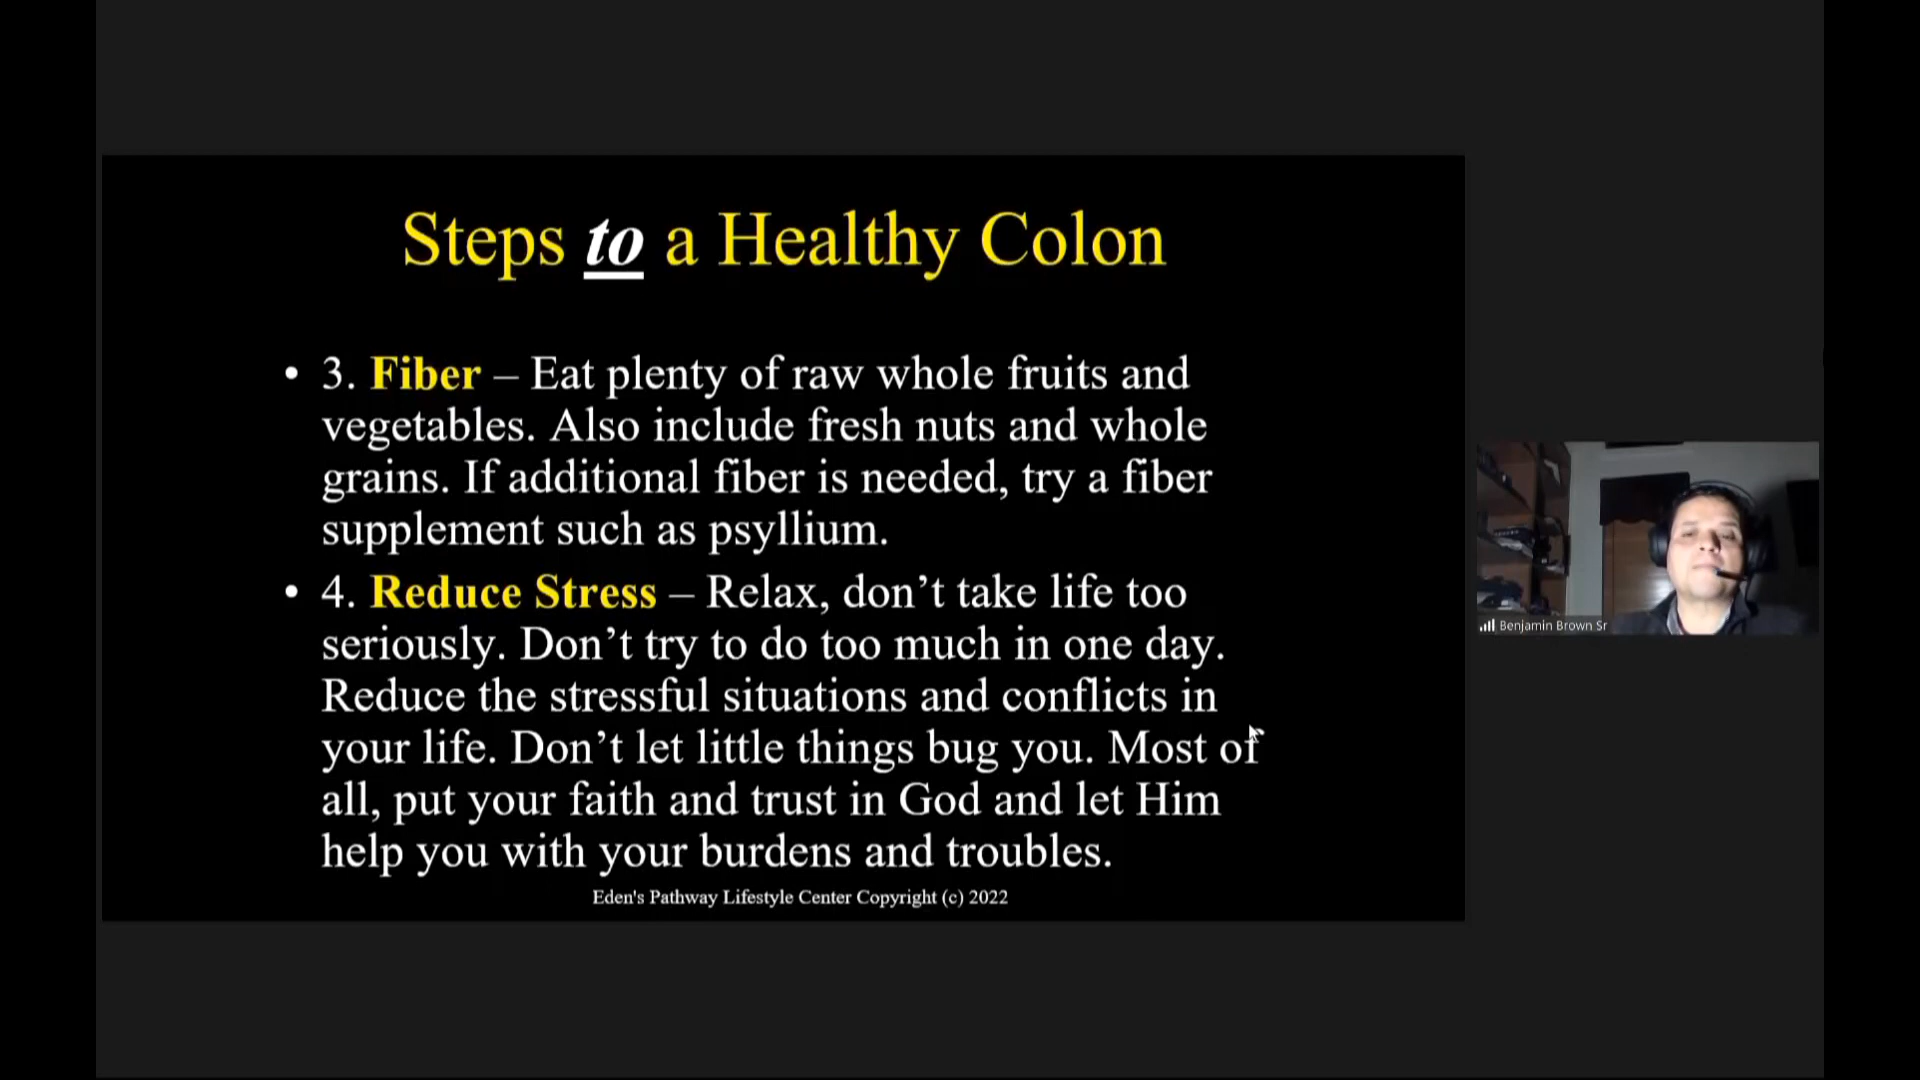 Steps to a Healthy Colon
• 3. Fiber – Eat plenty of raw whole fruits and
vegetables. Also include fresh nuts and whole
grains. If additional fiber is needed, try a fiber
supplement such as psyllium.
• 4. Reduce Stress – Relax, don’t take life too
seriously. Don’t try to do too much in one day.
Reduce the stressful situations and conflicts in
your life. Don’t let little things bug you. Most of
all, put your faith and trust in God and let Him
help you with your burdens and troubles.
Eden's Pathway Lifestyle Center Copyright (c) 2022
Benjamin Brown Sr